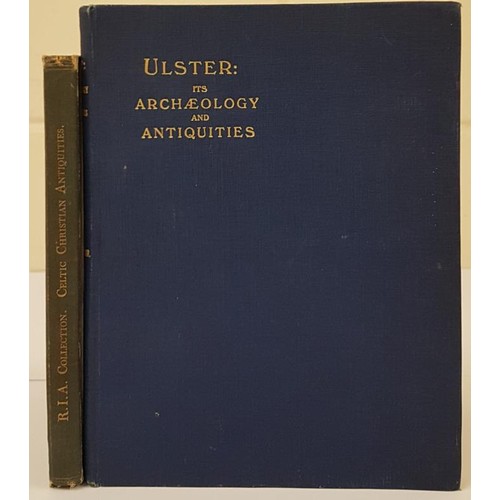 R.I.A. COLLECTION. CELTIC CHRISTIAN ANTIQUITIES.
ULSTER:
ITS
ARCHÆOLOGY
AND
ANTIQUITIES